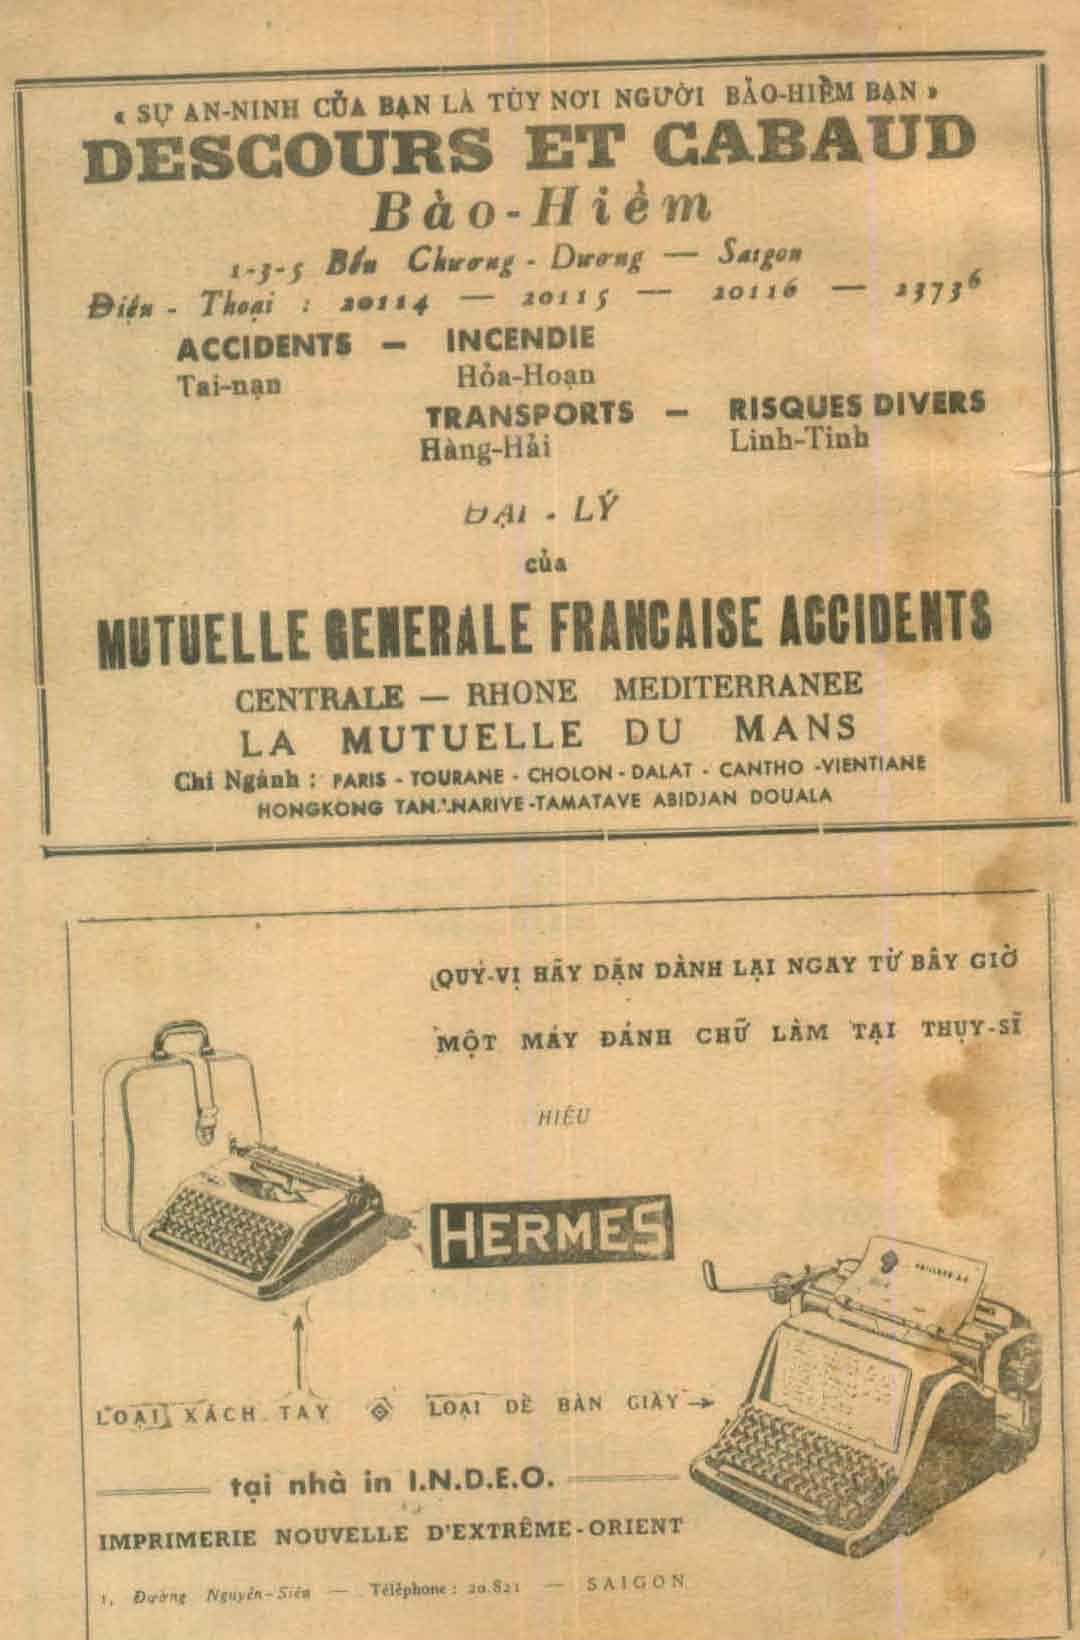 « SỰ AN-NINH CỦA BẠN LÀ TÙY NƠI NGƯỜI BẢO-HIỂM BẠN »
DESCOURS ET CABAUD
Bảo-Hiểm
1-3-5 Bến Chương-Dương — Saigon
Điện-Thoại : 20114 — 20115 — 20116 — 23736
ACCIDENTS — INCENDIE
Tai-nạn Hỏa-Hoạn
TRANSPORTS — RISQUES DIVERS
Hàng-Hải Linh-Tinh
ĐẠI - LÝ
của
MUTUELLE GENERALE FRANCAISE ACCIDENTS
CENTRALE — RHONE MEDITERRANEE
LA MUTUELLE DU MANS
Chi Ngánh : PARIS - TOURANE - CHOLON - DALAT - CANTHO -VIENTIANE
HONGKONG TANANARIVE -TAMATAVE ABIDJAN DOUALA
QUÝ-VỊ HÃY DẶN DÀNH LẠI NGAY TỪ BÂY GIỜ
MỘT MÁY ĐÁNH CHỮ LÀM TẠI THỤY-SĨ
HIỆU
HERMES
LOẠI XÁCH TAY LOẠI ĐỂ BÀN GIẤY
tại nhà in I.N.D.E.O.
IMPRIMERIE NOUVELLE D'EXTRÊME-ORIENT
1, Đường Nguyễn-Siêu — Téléphone : 20.821 — SAIGON